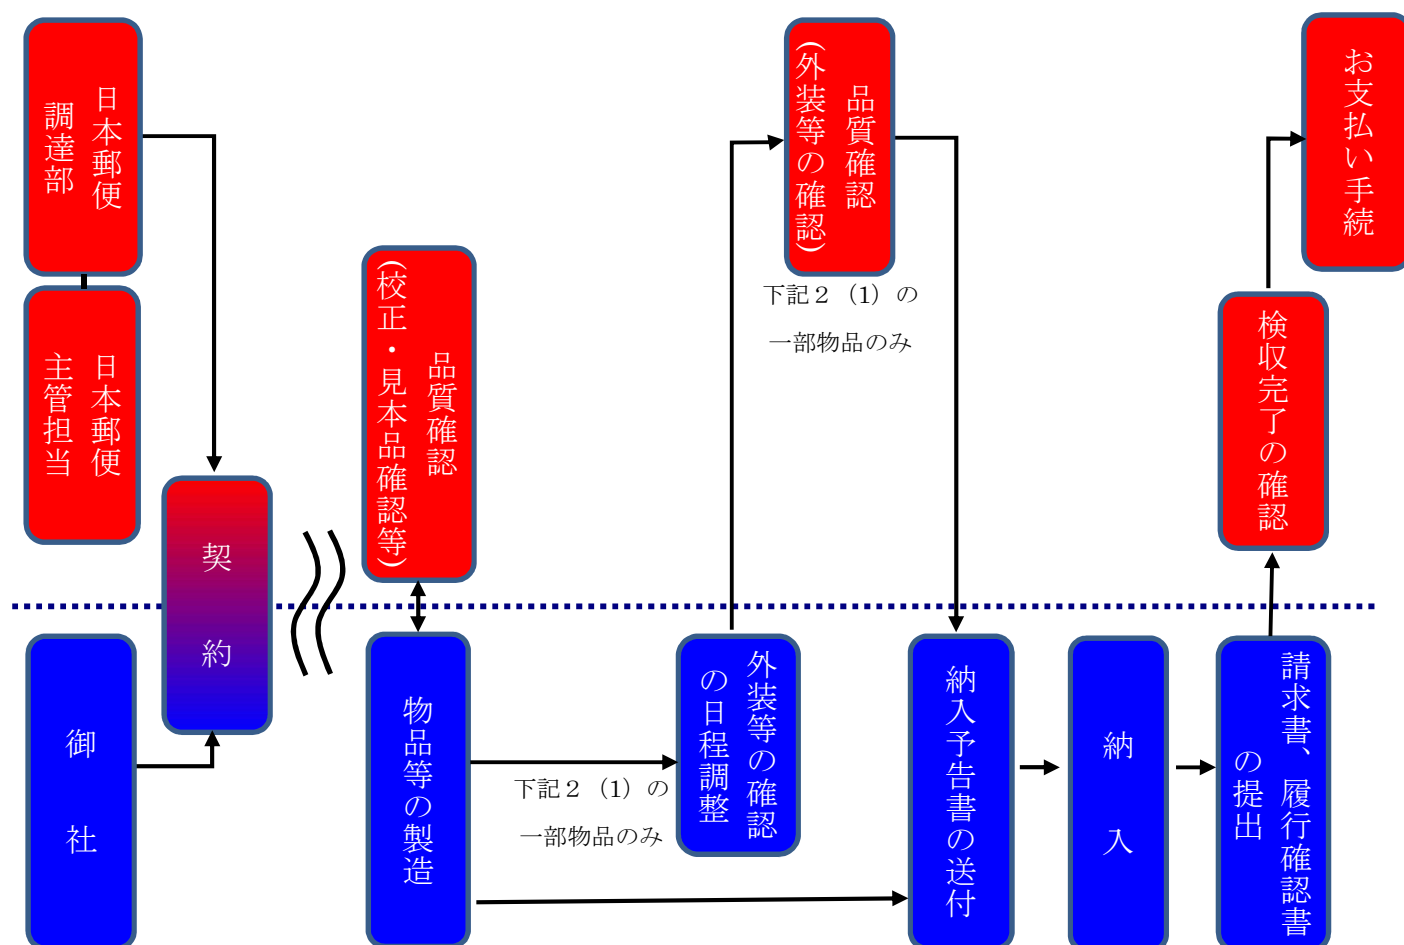 日本郵便
調達部
日本郵便
主管担当
契約
御社
品質確認
(校正・見本品確認等)
物品等の製造
下記２（1）の
一部物品のみ
外装等の確認
の日程調整
品質確認
(外装等の確認)
下記２（1）の
一部物品のみ
納入予告書の送付
納入
請求書、履行確認書
の提出
検収完了の確認
お支払い手続